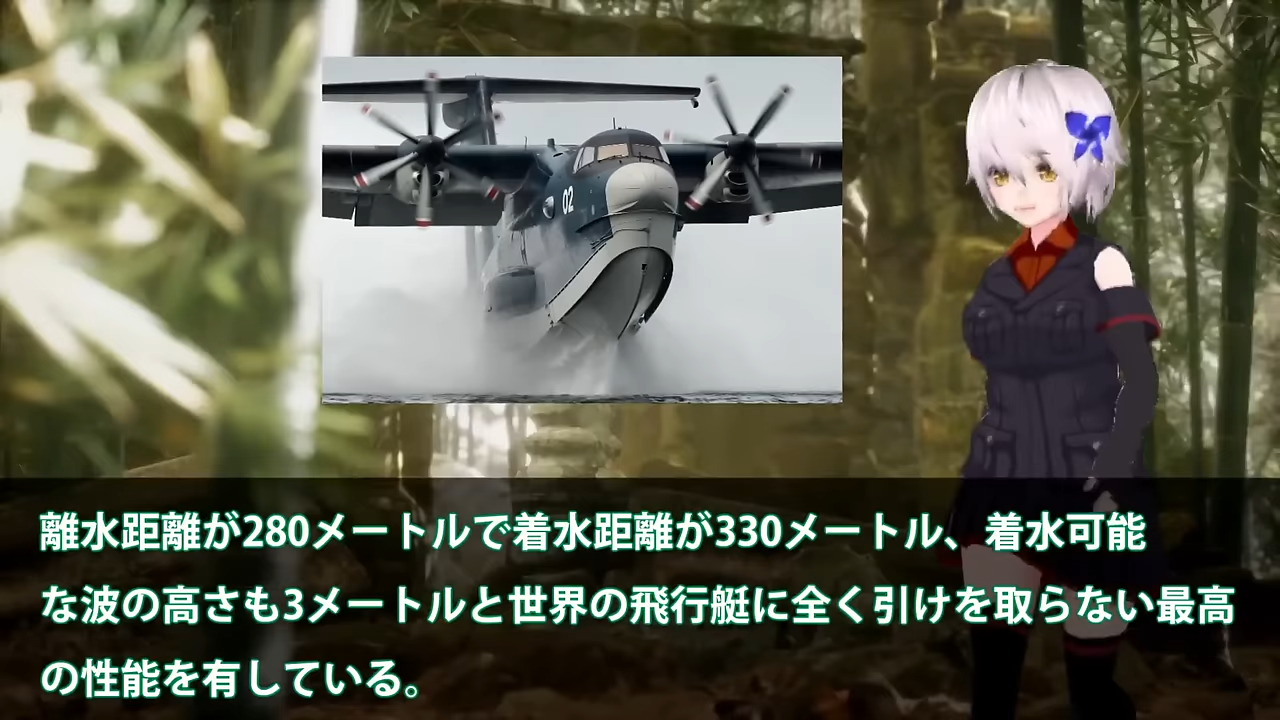 02
離水距離が280メートルで着水距離が330メートル、着水可能
な波の高さも3メートルと世界の飛行艇に全く引けを取らない最高
の性能を有している。